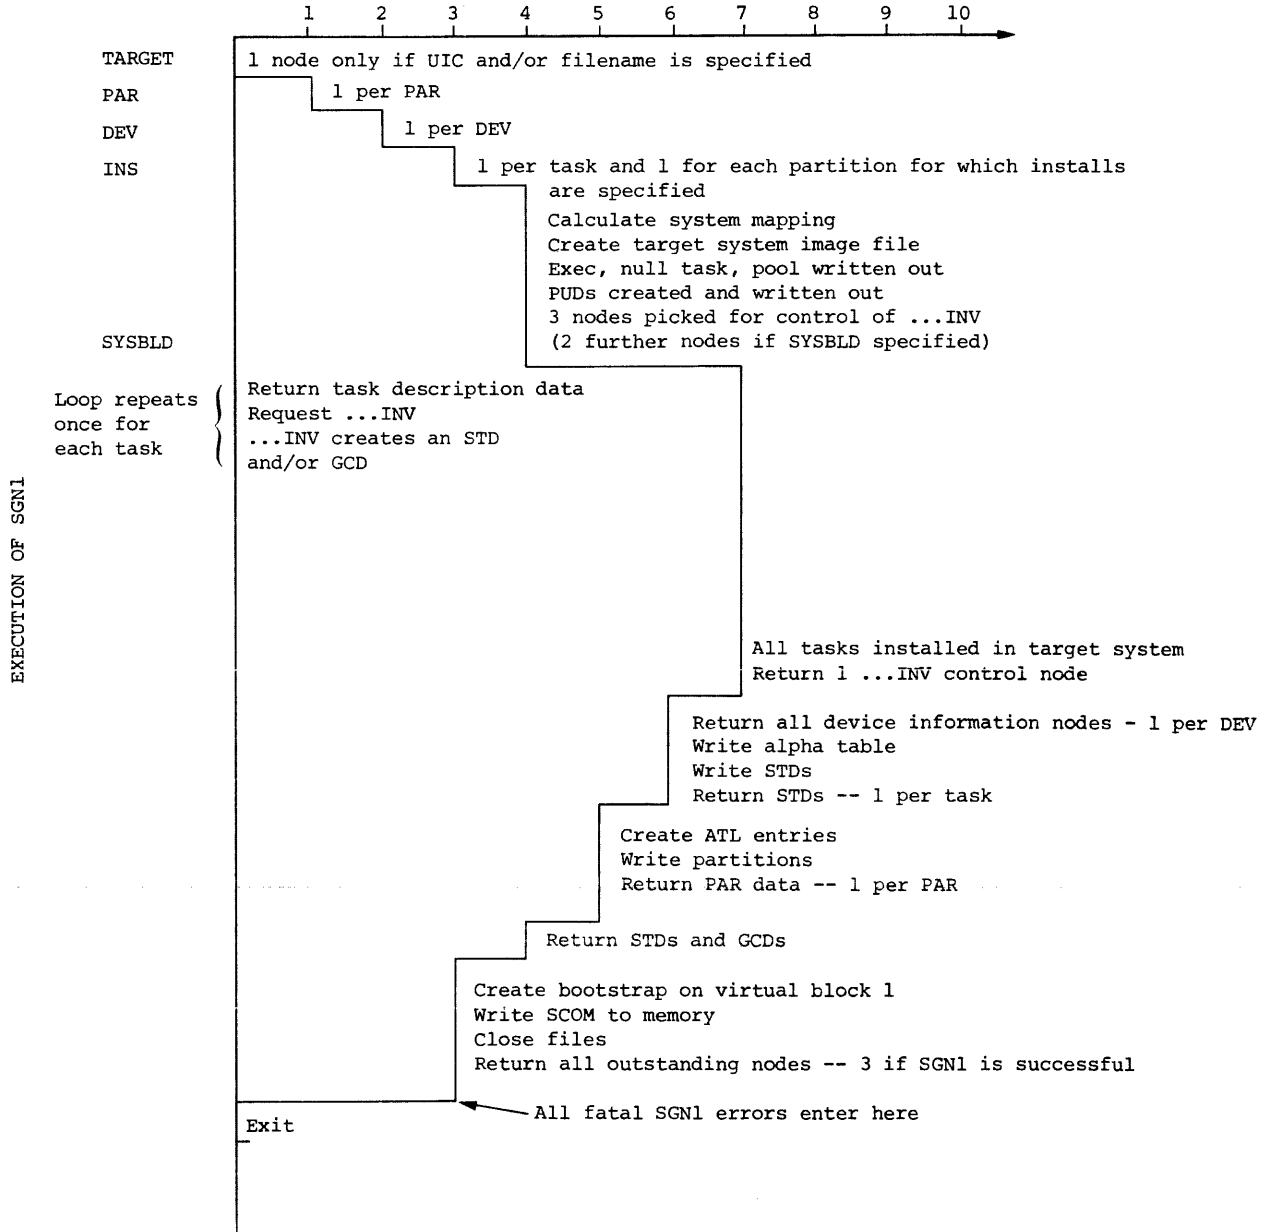 1 2 3 4 5 6 7 8 9 10
TARGET
1 node only if UIC and/or filename is specified
PAR
1 per PAR
DEV
1 per DEV
INS
1 per task and 1 for each partition for which installs
are specified
Calculate system mapping
Create target system image file
Exec, null task, pool written out
PUDs created and written out
3 nodes picked for control of ...INV
SYSBLD
(2 further nodes if SYSBLD specified)
Loop repeats
once for
each task
Return task description data
Request ...INV
...INV creates an STD
and/or GCD
EXECUTION OF SGN1
All tasks installed in target system
Return 1 ...INV control node
Return all device information nodes - 1 per DEV
Write alpha table
Write STDs
Return STDs -- 1 per task
Create ATL entries
Write partitions
Return PAR data -- 1 per PAR
Return STDs and GCDs
Create bootstrap on virtual block 1
Write SCOM to memory
Close files
Return all outstanding nodes -- 3 if SGN1 is successful
All fatal SGN1 errors enter here
Exit